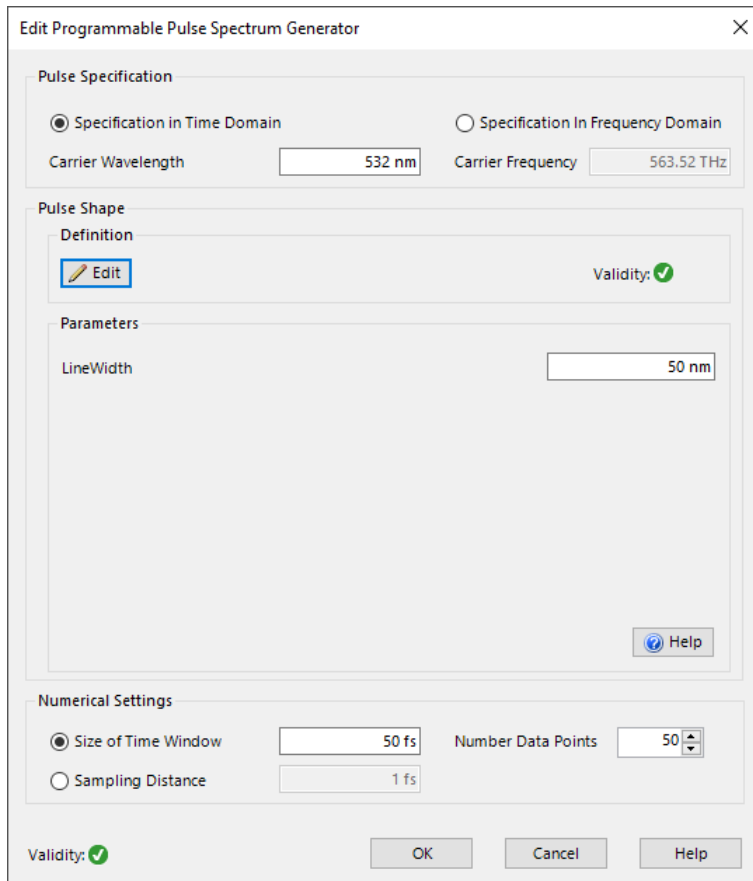 Edit Programmable Pulse Spectrum Generator
Pulse Specification
Specification in Time Domain Specification In Frequency Domain
Carrier Wavelength 532 nm Carrier Frequency 563.52 THz
Pulse Shape
Definition
Edit Validity:
Parameters
LineWidth 50 nm
Help
Numerical Settings
Size of Time Window 50 fs Number Data Points 50
Sampling Distance 1 fs
Validity: OK Cancel Help